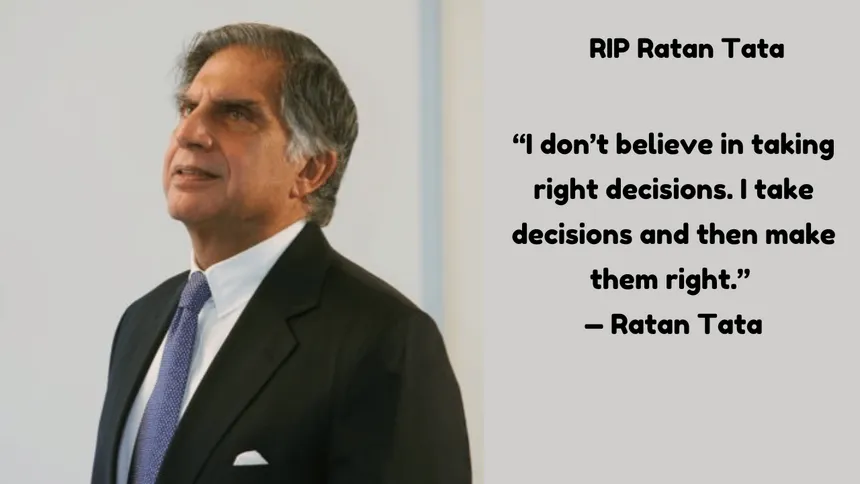 RIP Ratan Tata
“I don’t believe in taking
right decisions. I take
decisions and then make
them right.”
— Ratan Tata